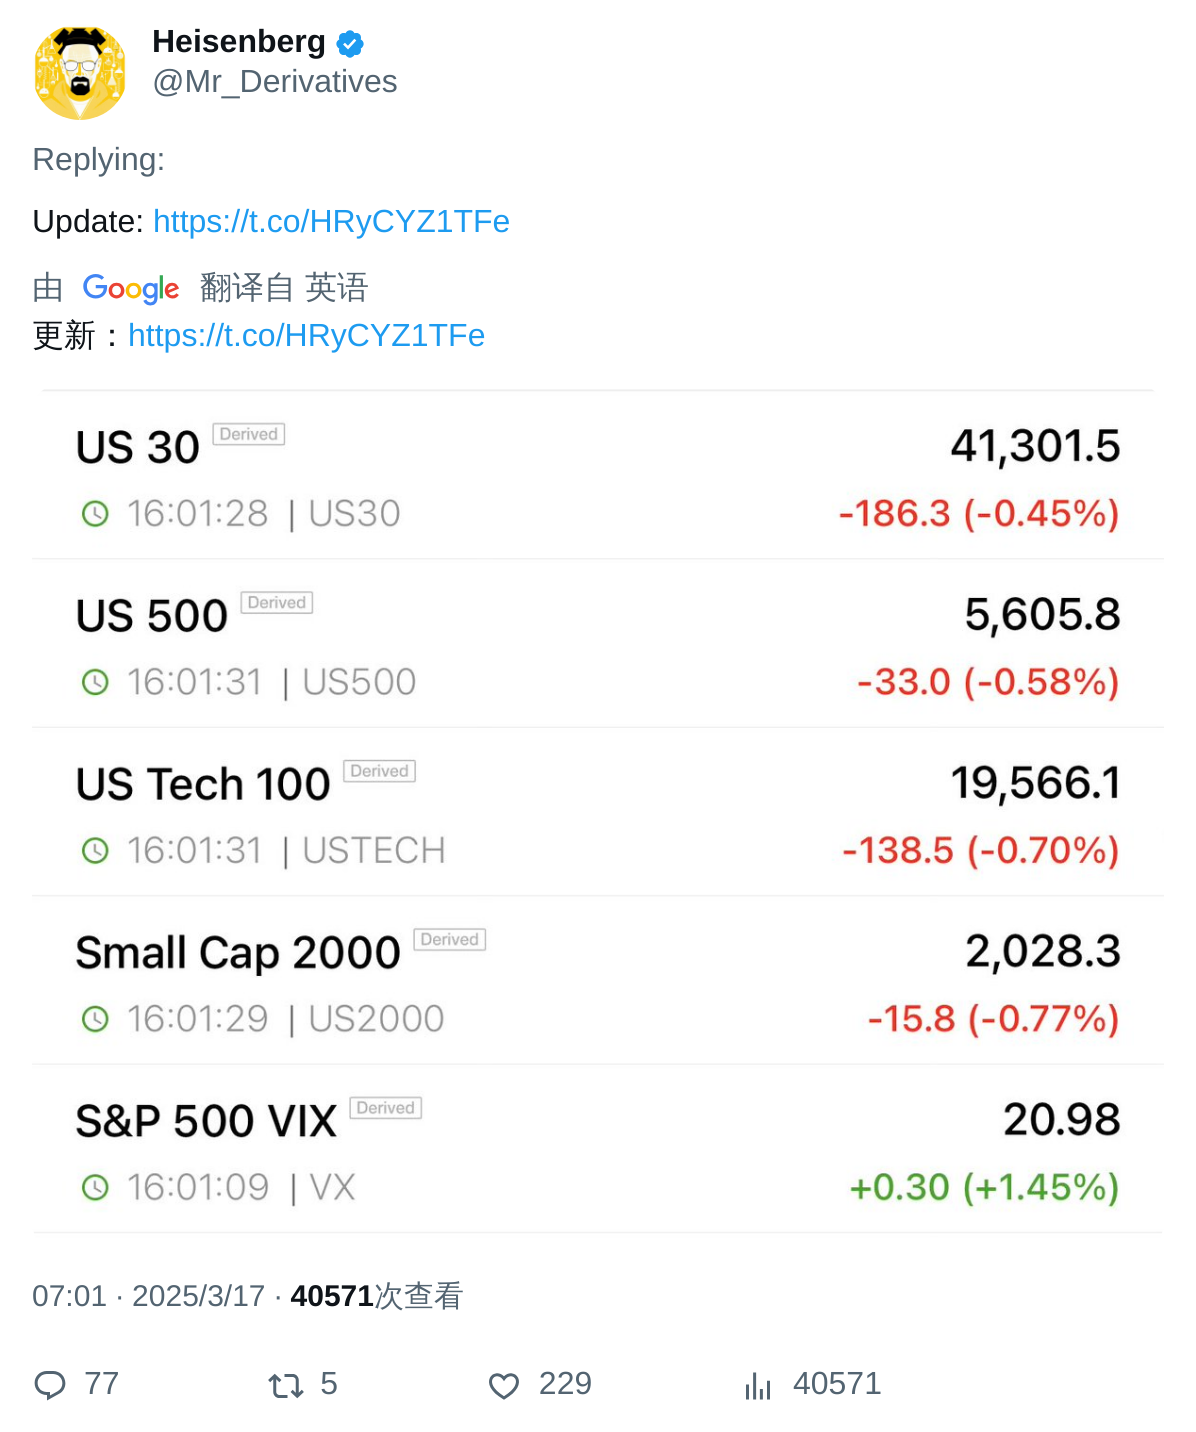 Heisenberg
@Mr_Derivatives
Replying:
Update: https://t.co/HRyCYZ1TFe
由 Google 翻译自 英语
更新：https://t.co/HRyCYZ1TFe
US 30 Derived 41,301.5
16:01:28 | US30 -186.3 (-0.45%)
US 500 Derived 5,605.8
16:01:31 | US500 -33.0 (-0.58%)
US Tech 100 Derived 19,566.1
16:01:31 | USTECH -138.5 (-0.70%)
Small Cap 2000 Derived 2,028.3
16:01:29 | US2000 -15.8 (-0.77%)
S&P 500 VIX Derived 20.98
16:01:09 | VX +0.30 (+1.45%)
07:01 · 2025/3/17 · 40571次查看
77 5 229 40571